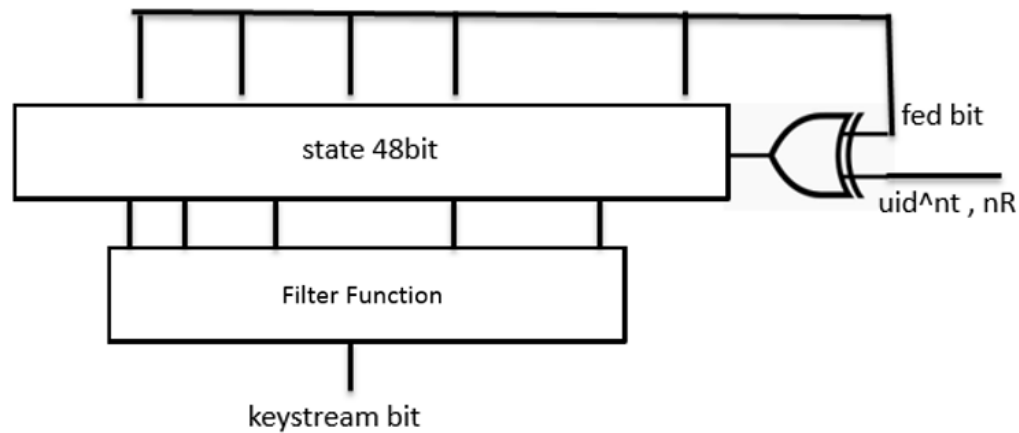 fed bit
state 48bit
uid^nt , nR
Filter Function
keystream bit